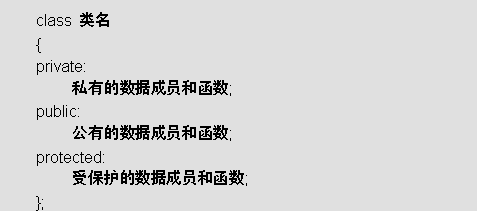 class 类名
{
private:
私有的数据成员和函数;
public:
公有的数据成员和函数;
protected:
受保护的数据成员和函数;
};